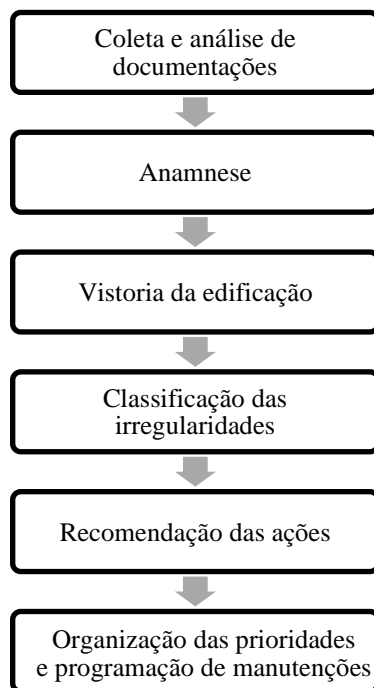 Coleta e análise de
documentações
Anamnese
Vistoria da edificação
Classificação das
irregularidades
Recomendação das ações
Organização das prioridades
e programação de manutenções